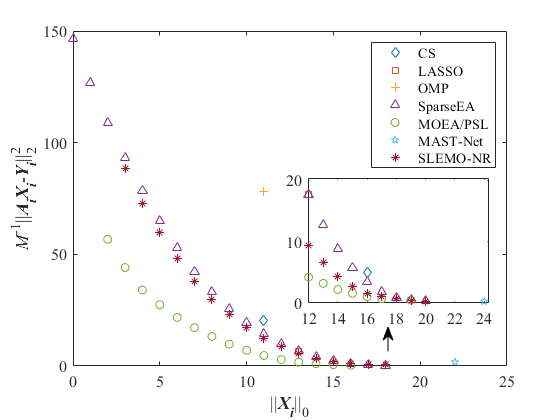 150
100
50
0
0
5
10
15
20
25
M⁻¹||AᵢXᵢ-Yᵢ||₂²
||Xᵢ||₀
CS
LASSO
OMP
SparseEA
MOEA/PSL
MAST-Net
SLEMO-NR
20
10
0
12
14
16
18
20
22
24